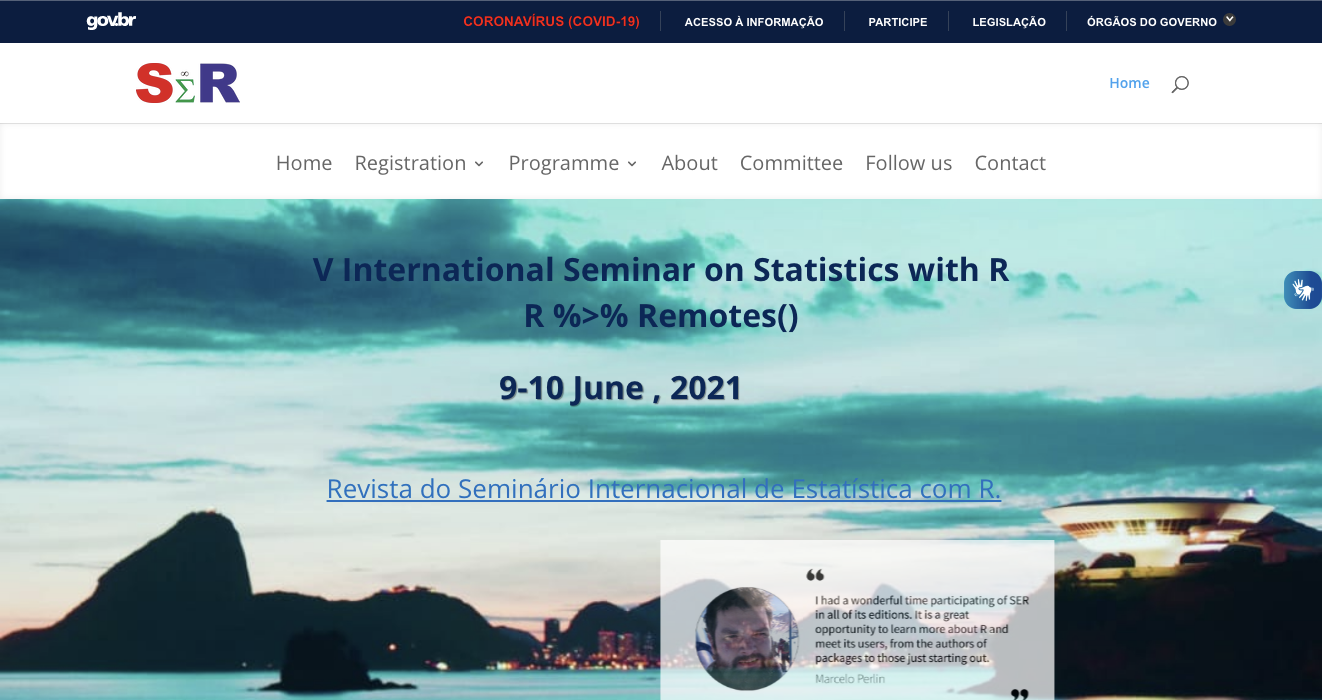 gov.br
CORONAVÍRUS (COVID-19)
ACESSO À INFORMAÇÃO
PARTICIPE
LEGISLAÇÃO
ÓRGÃOS DO GOVERNO
S∞ΣR
Home
Home Registration Programme About Committee Follow us Contact
V International Seminar on Statistics with R
R %>% Remotes()
9-10 June , 2021
Revista do Seminário Internacional de Estatística com R.
“
I had a wonderful time participating of SER
in all of its editions. It is a great
opportunity to learn more about R and
meet its users, from the authors of
packages to those just starting out.
Marcelo Perlin
”